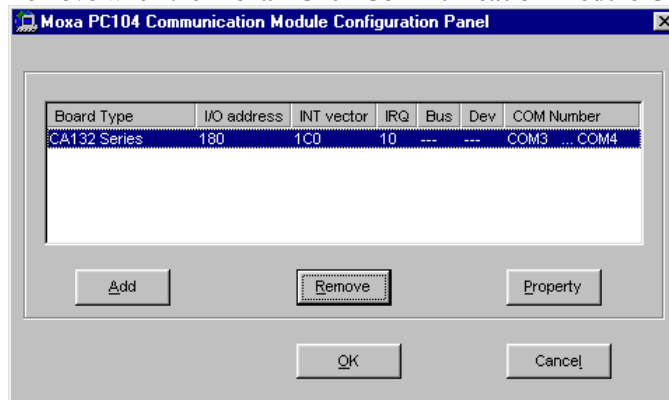 Moxa PC104 Communication Module Configuration Panel
Board Type I/O address INT vector IRQ Bus Dev COM Number
CA132 Series 180 1C0 10 --- --- COM3 ... COM4
Add Remove Property
OK Cancel